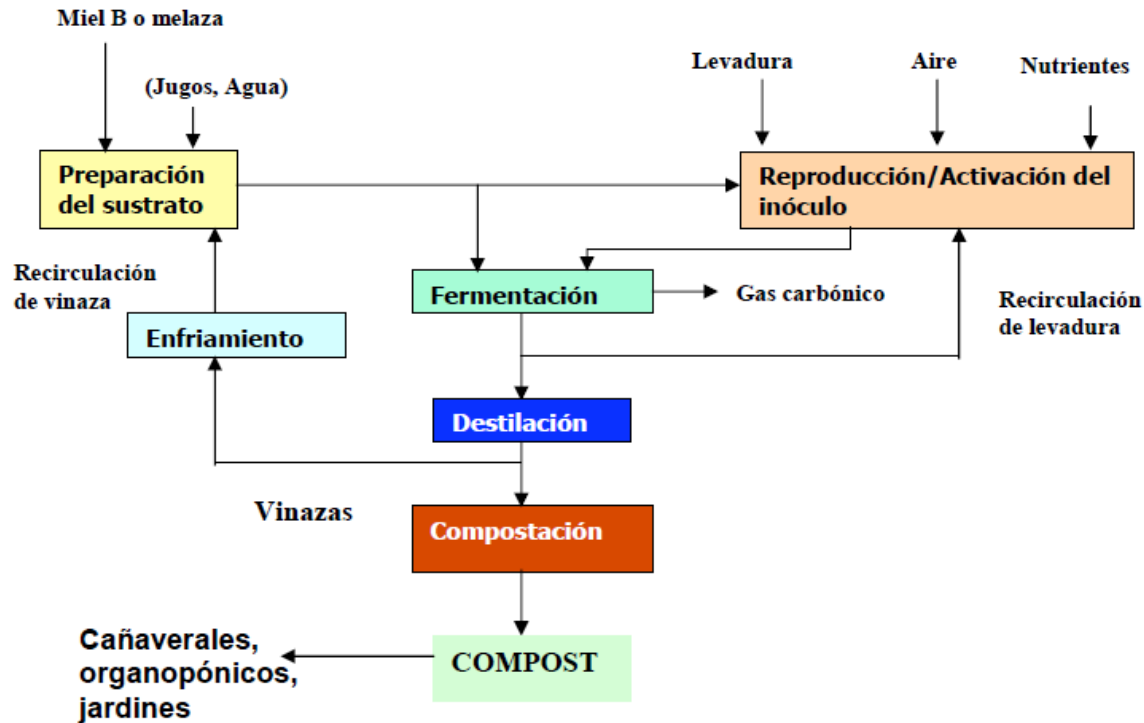 Miel B o melaza
(Jugos, Agua)
Levadura
Aire
Nutrientes
Preparación
del sustrato
Reproducción/Activación del
inóculo
Recirculación
de vinaza
Fermentación
Gas carbónico
Recirculación
de levadura
Enfriamiento
Destilación
Vinazas
Compostación
Cañaverales,
organopónicos,
jardines
COMPOST